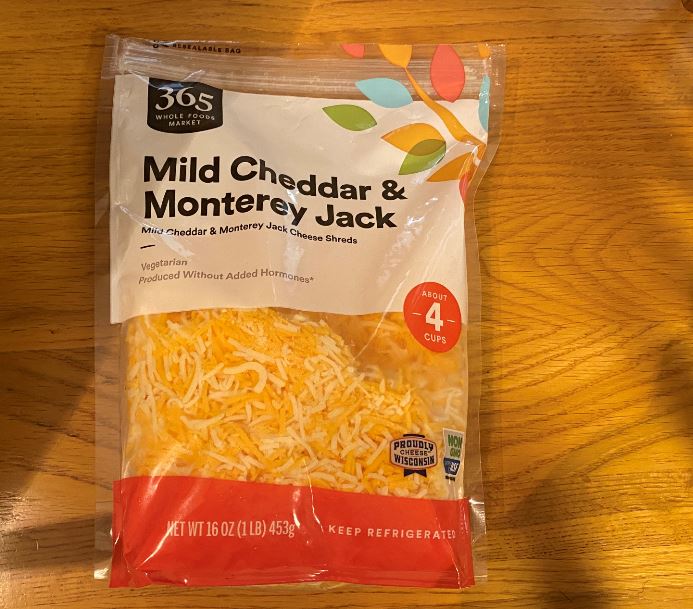 RESEALABLE BAG
365
WHOLE FOODS
MARKET
Mild Cheddar &
Monterey Jack
Mild Cheddar & Monterey Jack Cheese Shreds
Vegetarian
Produced Without Added Hormones*
ABOUT
4
CUPS
PROUDLY
CHEESE
WISCONSIN
NON
GMO
NET WT 16 OZ (1 LB) 453g
KEEP REFRIGERATED